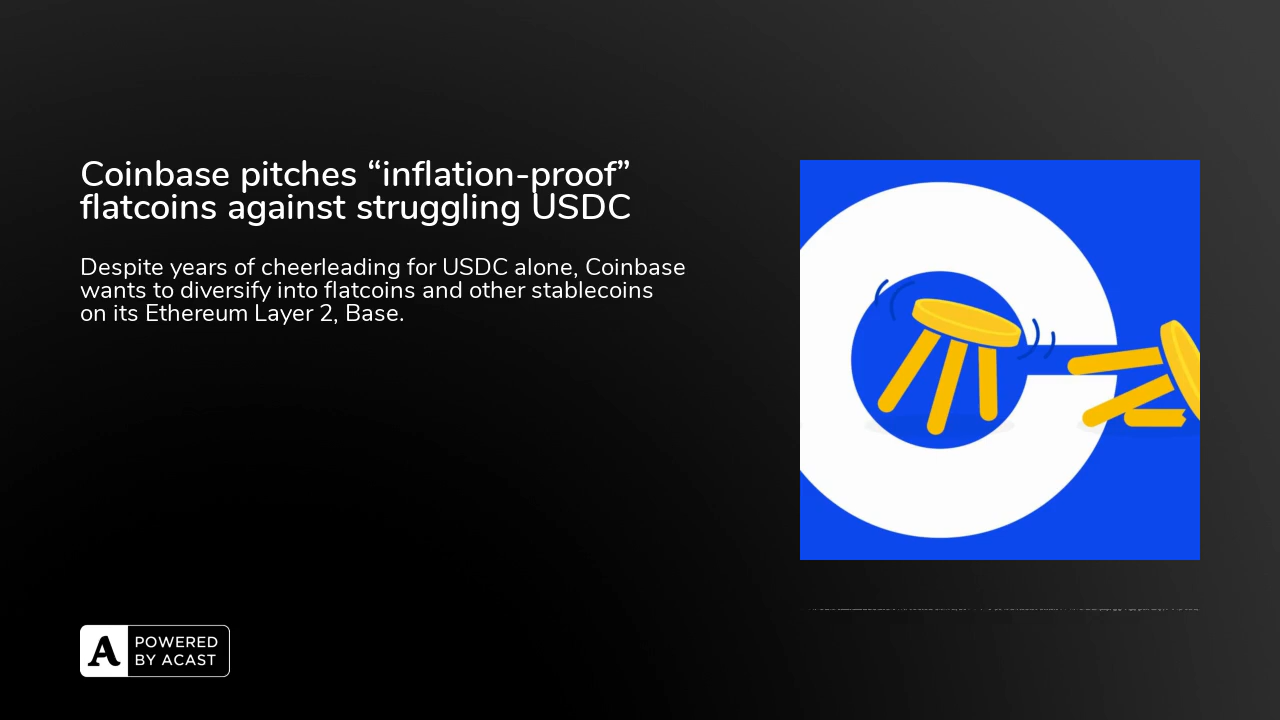 Coinbase pitches “inflation-proof”
flatcoins against struggling USDC
Despite years of cheerleading for USDC alone, Coinbase
wants to diversify into flatcoins and other stablecoins
on its Ethereum Layer 2, Base.
A
POWERED
BY ACAST